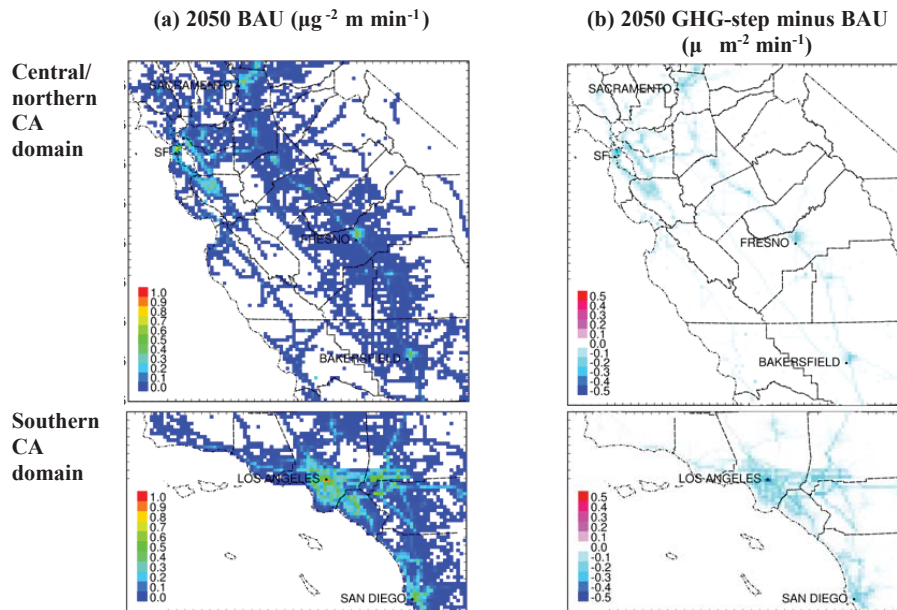 (a) 2050 BAU (µg⁻² m min⁻¹)
(b) 2050 GHG-step minus BAU
(µ m⁻² min⁻¹)
Central/
northern
CA
domain
SACRAMENTO
SF
FRESNO
BAKERSFIELD
1.0
0.9
0.8
0.7
0.6
0.5
0.4
0.3
0.2
0.1
0.0
SACRAMENTO
SF
FRESNO
BAKERSFIELD
0.5
0.4
0.3
0.2
0.1
0.0
-0.1
-0.2
-0.3
-0.4
-0.5
Southern
CA
domain
LOS ANGELES
SAN DIEGO
1.0
0.9
0.8
0.7
0.6
0.5
0.4
0.3
0.2
0.1
0.0
LOS ANGELES
SAN DIEGO
0.5
0.4
0.3
0.2
0.1
0.0
-0.1
-0.2
-0.3
-0.4
-0.5